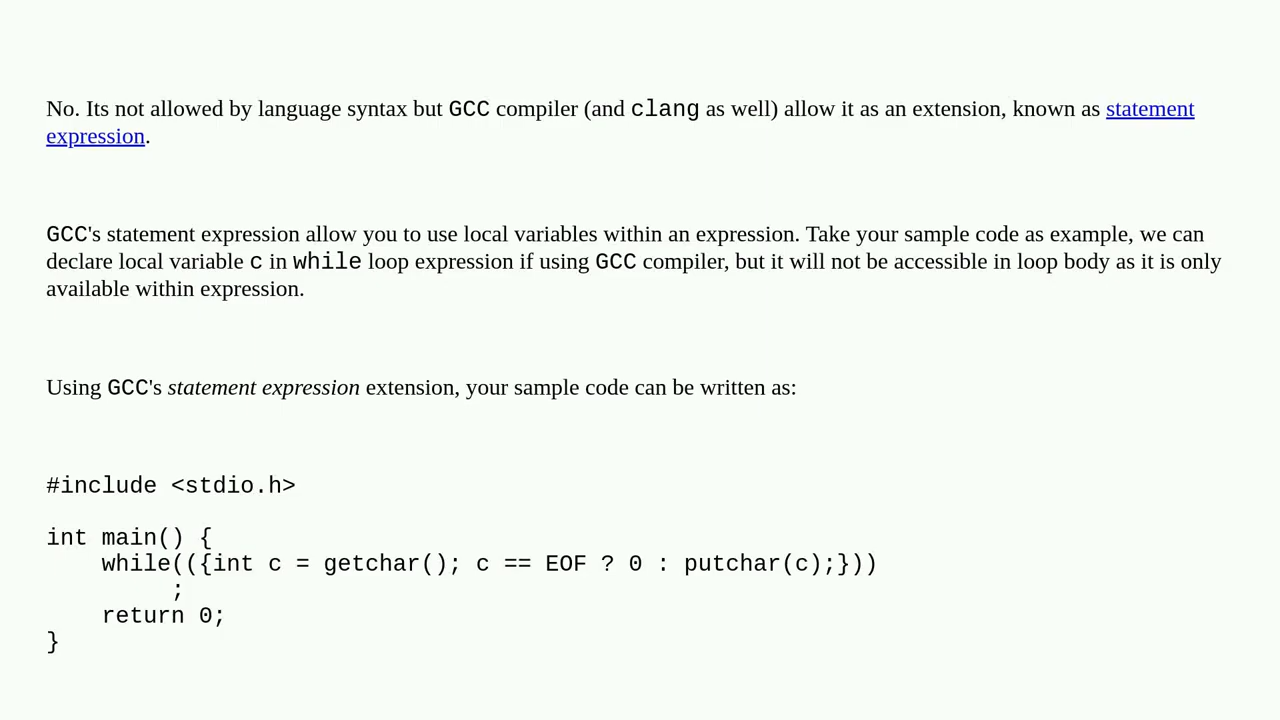 No. Its not allowed by language syntax but GCC compiler (and clang as well) allow it as an extension, known as statement
expression.
GCC's statement expression allow you to use local variables within an expression. Take your sample code as example, we can
declare local variable c in while loop expression if using GCC compiler, but it will not be accessible in loop body as it is only
available within expression.
Using GCC's statement expression extension, your sample code can be written as:
#include <stdio.h>
int main() {
    while(({int c = getchar(); c == EOF ? 0 : putchar(c);}))
         ;
    return 0;
}